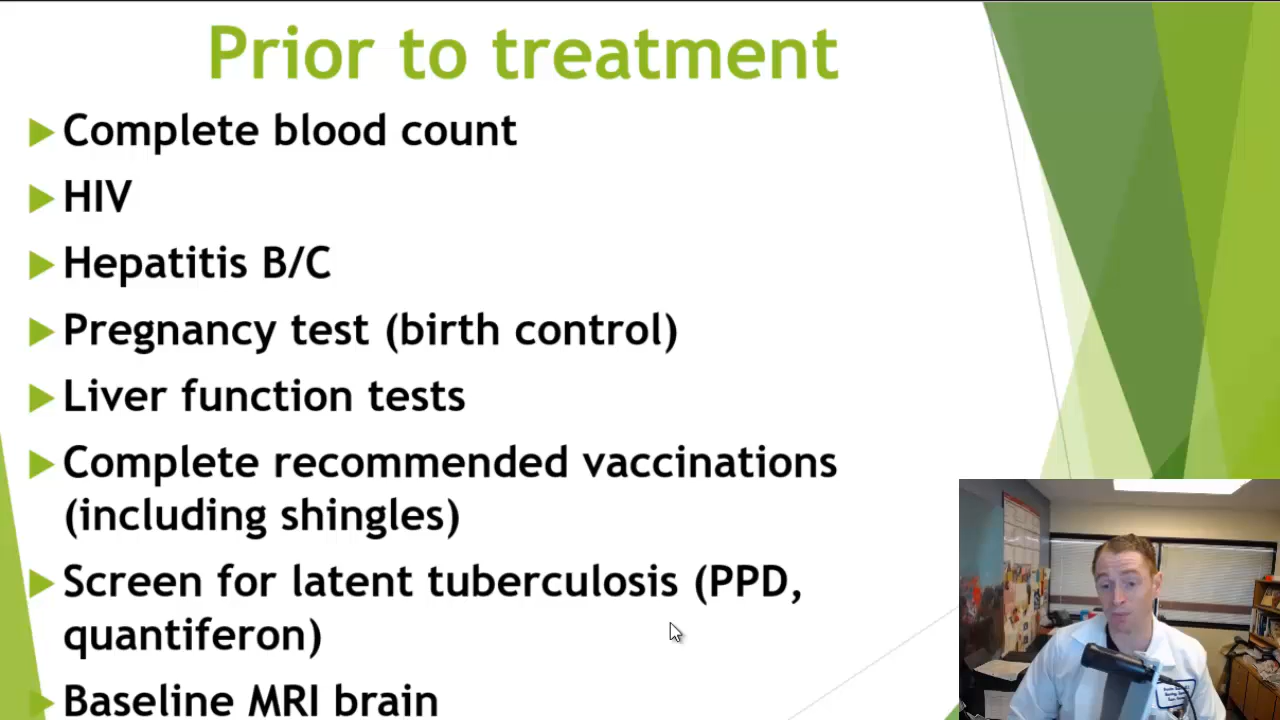 Prior to treatment
Complete blood count
HIV
Hepatitis B/C
Pregnancy test (birth control)
Liver function tests
Complete recommended vaccinations
(including shingles)
Screen for latent tuberculosis (PPD,
quantiferon)
Baseline MRI brain